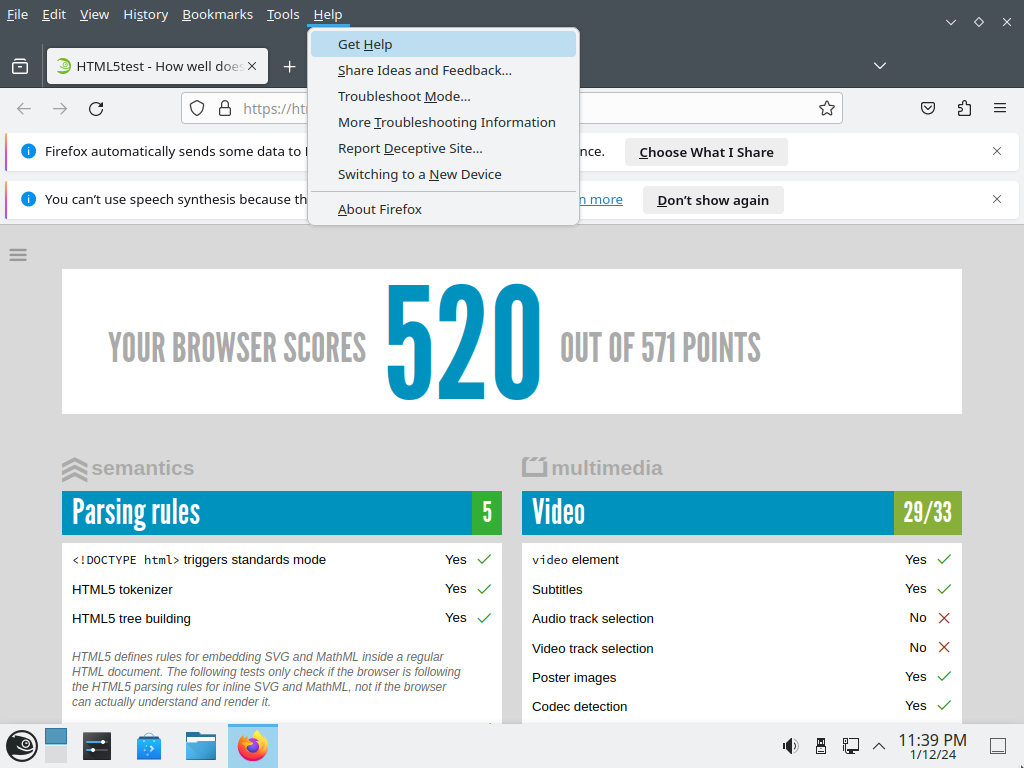 File Edit View History Bookmarks Tools Help
HTML5test - How well does
https://ht
Get Help
Share Ideas and Feedback...
Troubleshoot Mode...
More Troubleshooting Information
Report Deceptive Site...
Switching to a New Device
About Firefox
Firefox automatically sends some data to nce. Choose What I Share
You can't use speech synthesis because th n more Don't show again
YOUR BROWSER SCORES 520 OUT OF 571 POINTS
semantics
Parsing rules 5
<!DOCTYPE html> triggers standards mode Yes
HTML5 tokenizer Yes
HTML5 tree building Yes
HTML5 defines rules for embedding SVG and MathML inside a regular
HTML document. The following tests only check if the browser is following
the HTML5 parsing rules for inline SVG and MathML, not if the browser
can actually understand and render it.
multimedia
Video 29/33
video element Yes
Subtitles Yes
Audio track selection No
Video track selection No
Poster images Yes
Codec detection Yes
11:39 PM
1/12/24